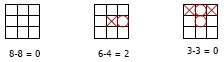 8-8 = 0
6-4 = 2
3-3 = 0